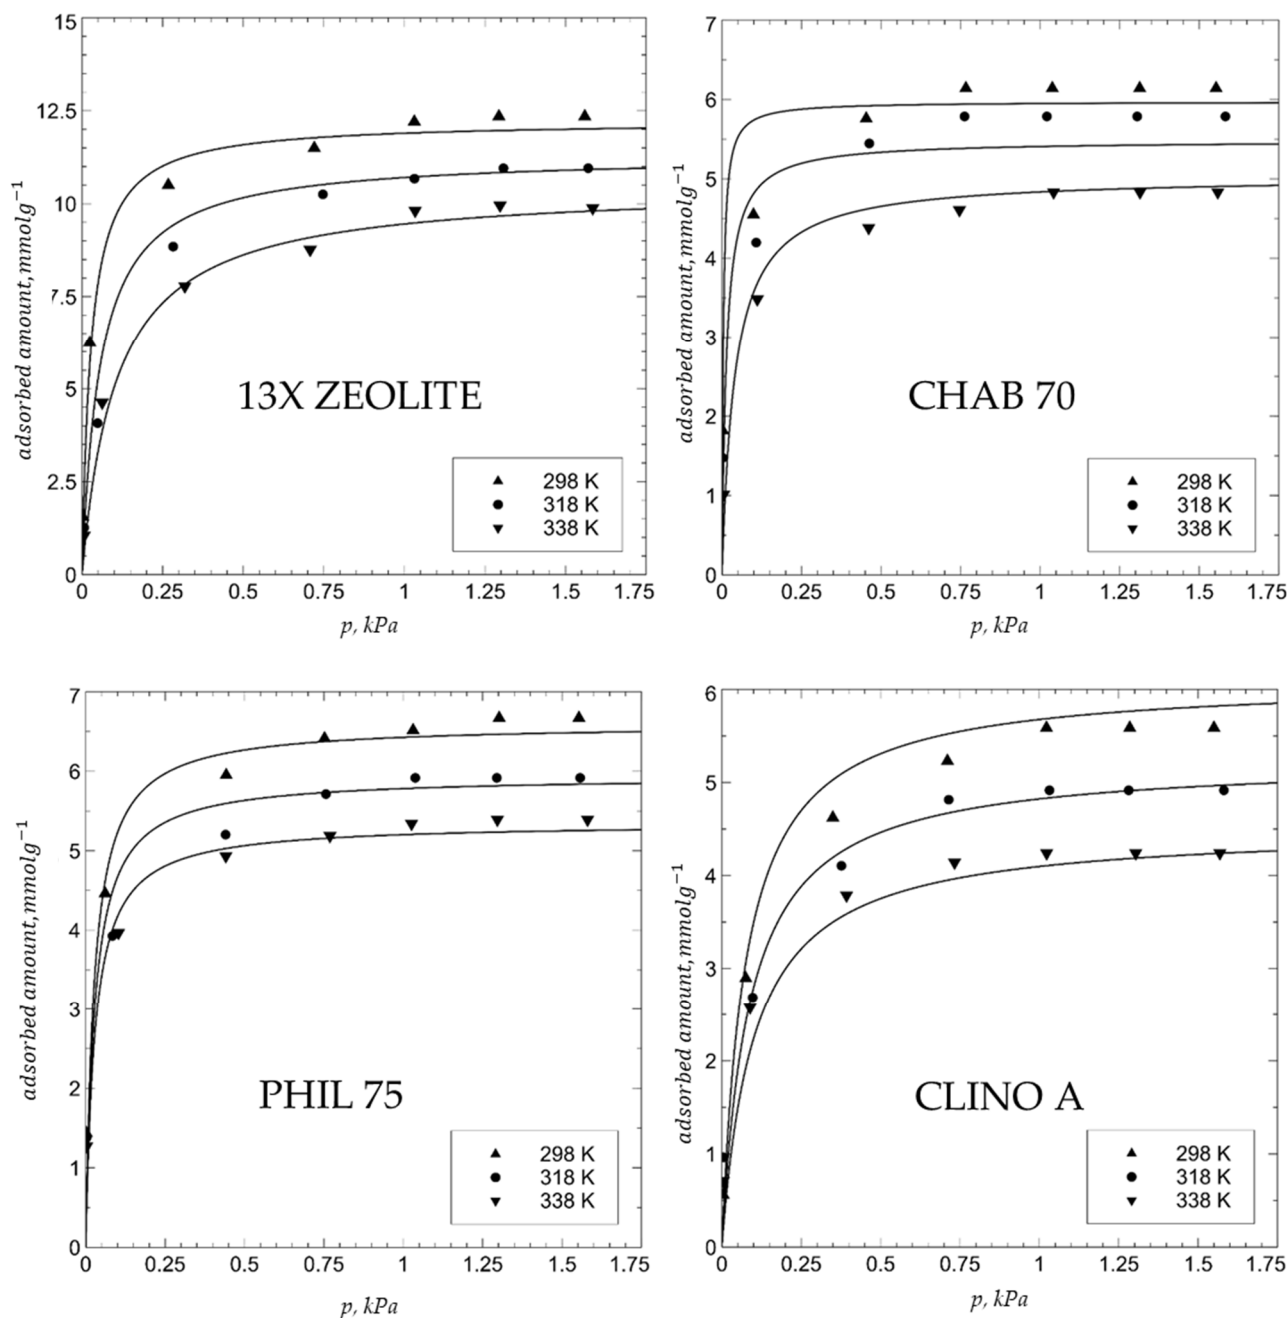 15
12.5
10
7.5
5
2.5
0
adsorbed amount, mmolg⁻¹
13X ZEOLITE
298 K
318 K
338 K
0 0.25 0.5 0.75 1 1.25 1.5 1.75
p, kPa
7
6
5
4
3
2
1
0
adsorbed amount, mmolg⁻¹
CHAB 70
298 K
318 K
338 K
0 0.25 0.5 0.75 1 1.25 1.5 1.75
p, kPa
7
6
5
4
3
2
1
0
adsorbed amount, mmolg⁻¹
PHIL 75
298 K
318 K
338 K
0 0.25 0.5 0.75 1 1.25 1.5 1.75
p, kPa
6
5
4
3
2
1
0
adsorbed amount, mmolg⁻¹
CLINO A
298 K
318 K
338 K
0 0.25 0.5 0.75 1 1.25 1.5 1.75
p, kPa